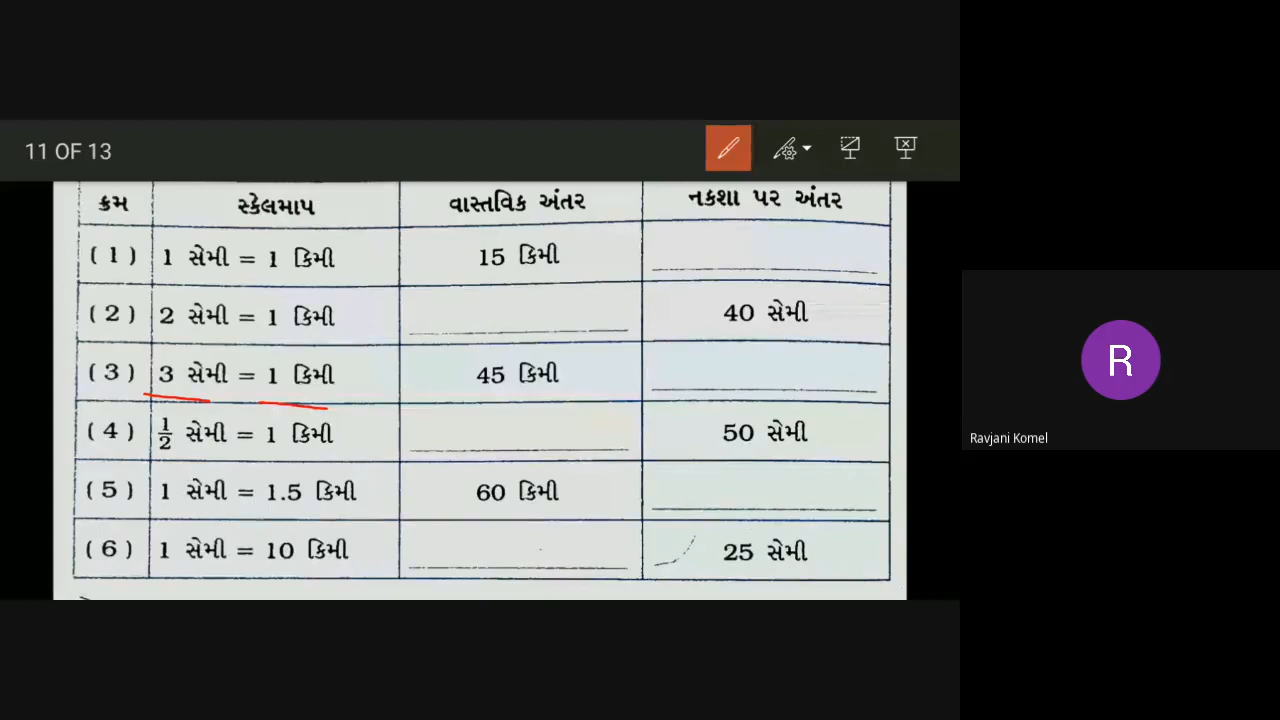 11 OF 13
ક્રમ સ્કેલમાપ વાસ્તવિક અંતર નકશા પર અંતર
( 1 ) 1 સેમી = 1 કિમી 15 કિમી
( 2 ) 2 સેમી = 1 કિમી 40 સેમી
( 3 ) 3 સેમી = 1 કિમી 45 કિમી
( 4 ) 1/2 સેમી = 1 કિમી 50 સેમી
( 5 ) 1 સેમી = 1.5 કિમી 60 કિમી
( 6 ) 1 સેમી = 10 કિમી 25 સેમી
R
Ravjani Komel